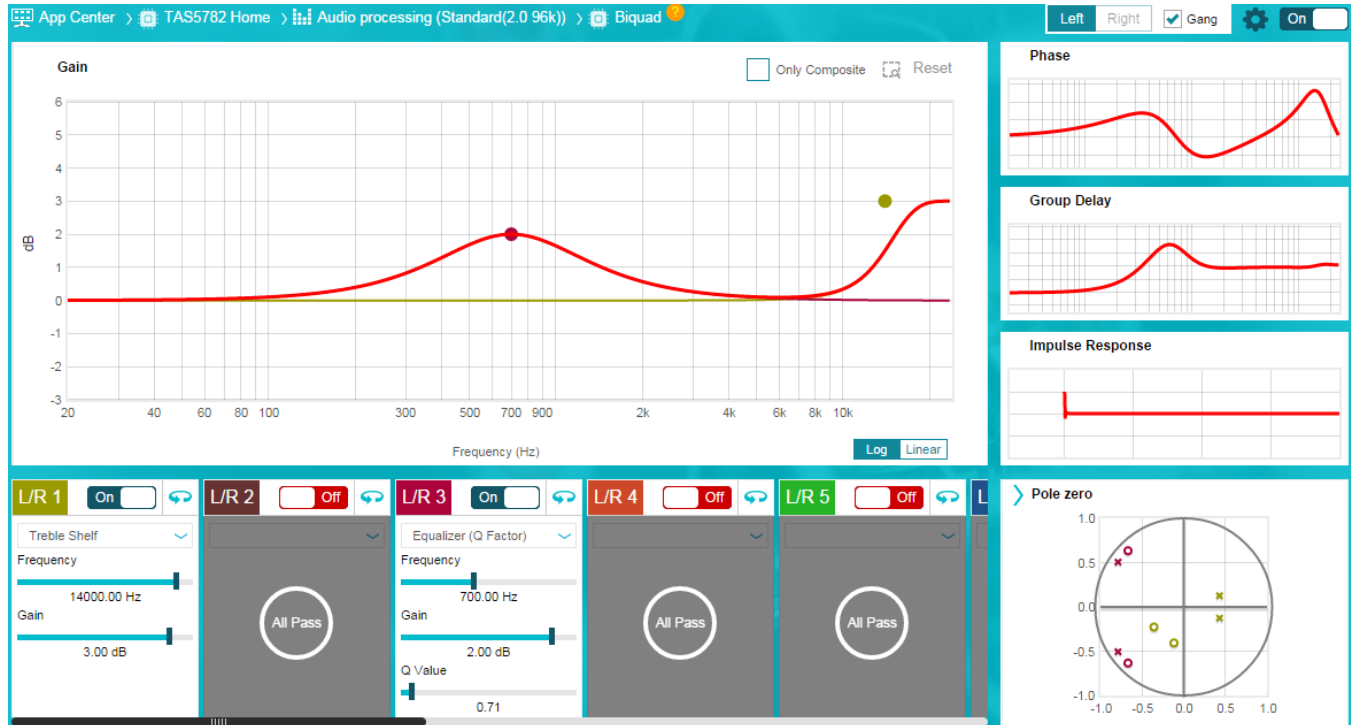 App Center > TAS5782 Home > Audio processing (Standard(2.0 96k)) > Biquad ?
Left Right Gang On
Gain
Only Composite Reset
6
5
4
3
2
1
0
-1
-2
-3
dB
20 40 60 80 100 300 500 700 900 2k 4k 6k 8k 10k
Frequency (Hz)
Log Linear
Phase
Group Delay
Impulse Response
L/R 1 On
Treble Shelf
Frequency
14000.00 Hz
Gain
3.00 dB
L/R 2 Off
All Pass
L/R 3 On
Equalizer (Q Factor)
Frequency
700.00 Hz
Gain
2.00 dB
Q Value
0.71
L/R 4 Off
All Pass
L/R 5 Off
All Pass
L
Pole zero
1.0
0.5
0.0
-0.5
-1.0
-1.0 -0.5 0.0 0.5 1.0